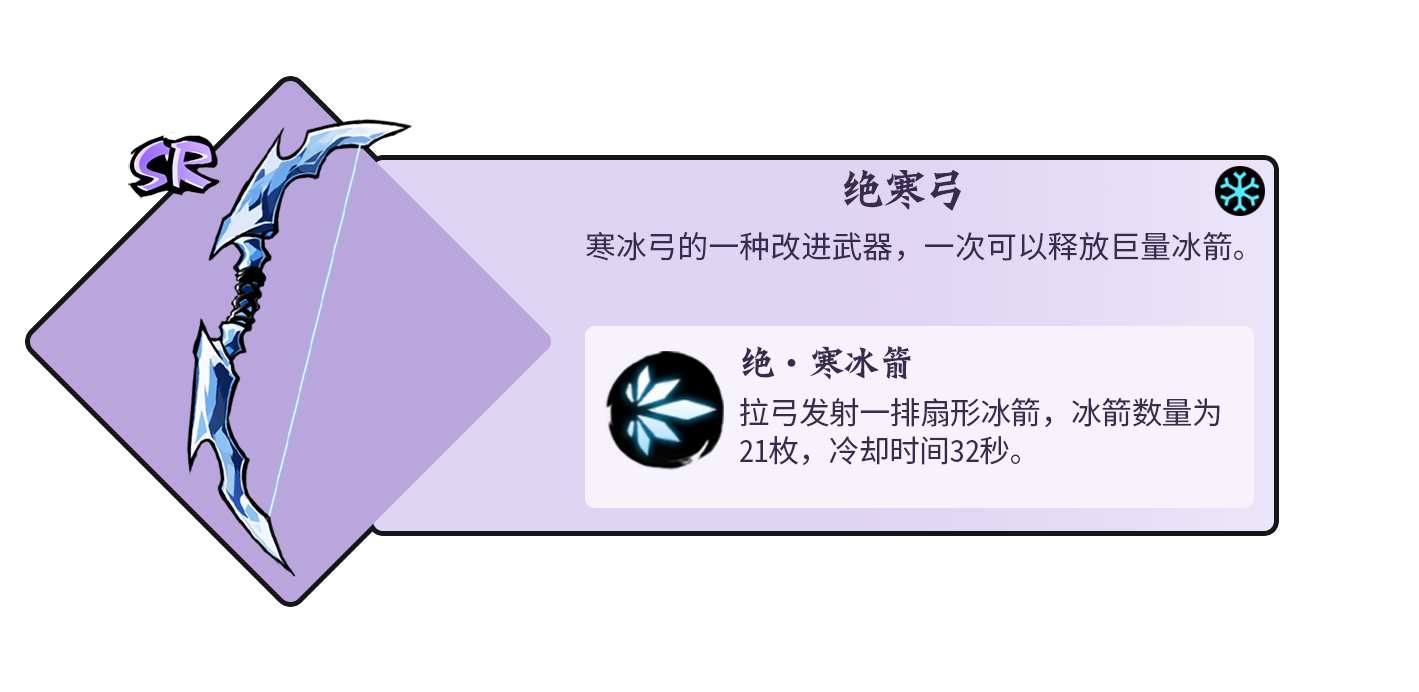 SR
绝寒弓
寒冰弓的一种改进武器，一次可以释放巨量冰箭。
绝·寒冰箭
拉弓发射一排扇形冰箭，冰箭数量为
21枚，冷却时间32秒。